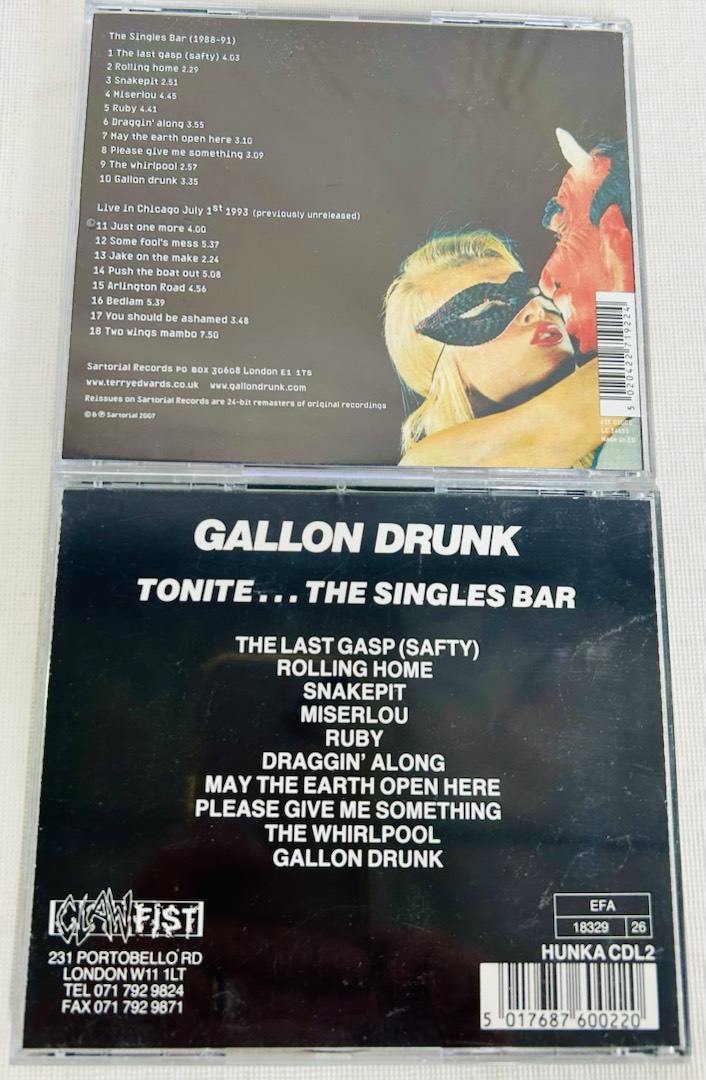 The Singles Bar (1988-91)
1 The last gasp (safty) 4.03
2 Rolling home 2.29
3 Snakepit 2.51
4 Miserlou 4.45
5 Ruby 4.41
6 Draggin' along 3.55
7 May the earth open here 3.10
8 Please give me something 3.09
9 The whirlpool 2.57
10 Gallon drunk 3.35
Live in Chicago July 1st 1993 (previously unreleased)
11 Just one more 4.00
12 Some fool's mess 5.37
13 Jake on the make 2.24
14 Push the boat out 5.08
15 Arlington Road 4.56
16 Bedlam 5.39
17 You should be ashamed 3.48
18 Two wings mambo 7.50
Sartorial Records PO BOX 30608 London E1 1TS
www.terryedwards.co.uk www.gallondrunk.com
Reissues on Sartorial Records are 24-bit remasters of original recordings
©&℗ Sartorial 2007
5 020422 719224
Made in EU
GALLON DRUNK
TONITE... THE SINGLES BAR
THE LAST GASP (SAFTY)
ROLLING HOME
SNAKEPIT
MISERLOU
RUBY
DRAGGIN' ALONG
MAY THE EARTH OPEN HERE
PLEASE GIVE ME SOMETHING
THE WHIRLPOOL
GALLON DRUNK
CLAWFIST
231 PORTOBELLO RD
LONDON W11 1LT
TEL 071 792 9824
FAX 071 792 9871
EFA
18329 26
HUNKA CDL2
5 017687 600220